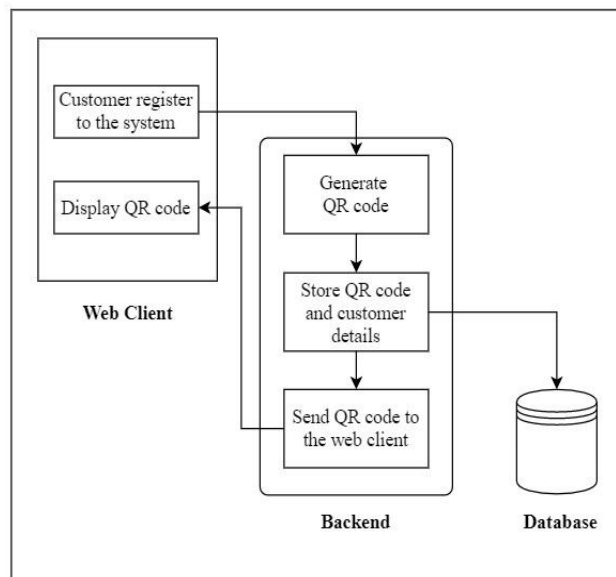 Customer register
to the system
Generate
QR code
Display QR code
Web Client
Store QR code
and customer
details
Send QR code to
the web client
Backend
Database